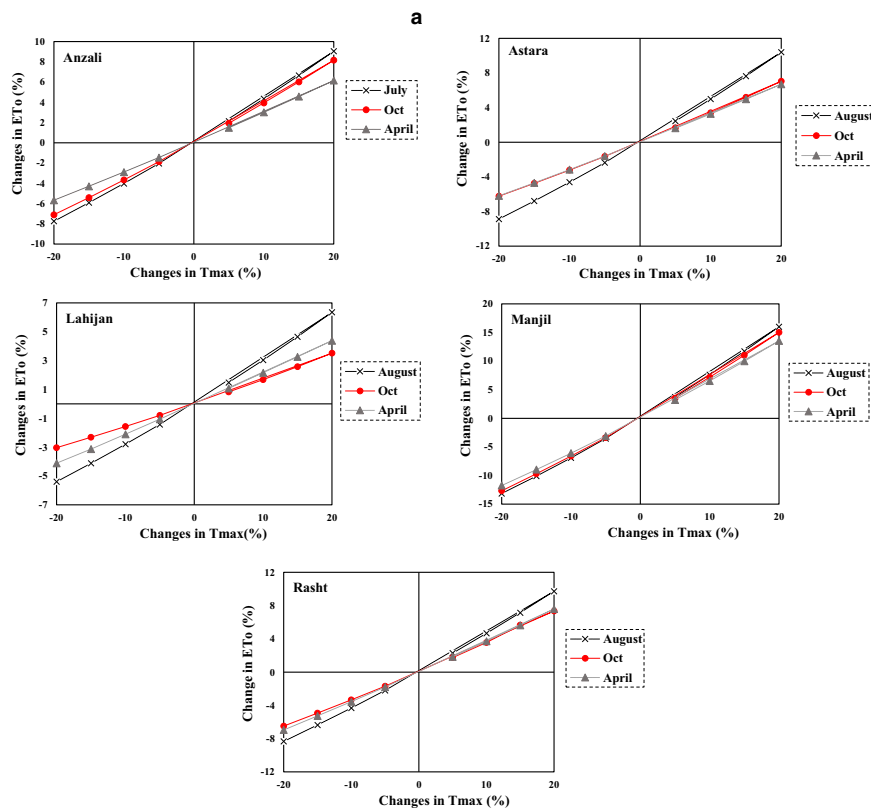 a
Anzali
Changes in ETo (%)
10
8
6
4
2
0
-2
-4
-6
-8
-10
-20
-10
0
10
20
Changes in Tmax (%)
July
Oct
April
Astara
Change in ETo (%)
12
8
4
0
-4
-8
-12
-20
-10
0
10
20
Changes in Tmax (%)
August
Oct
April
Lahijan
Changes in ETo (%)
7
5
3
1
-1
-3
-5
-7
-20
-10
0
10
20
Changes in Tmax(%)
August
Oct
April
Manjil
Changes in ETo (%)
20
15
10
5
0
-5
-10
-15
-20
-10
0
10
20
Changes in Tmax (%)
August
Oct
April
Rasht
Change in ETo (%)
12
8
4
0
-4
-8
-12
-20
-10
0
10
20
Changes in Tmax (%)
August
Oct
April